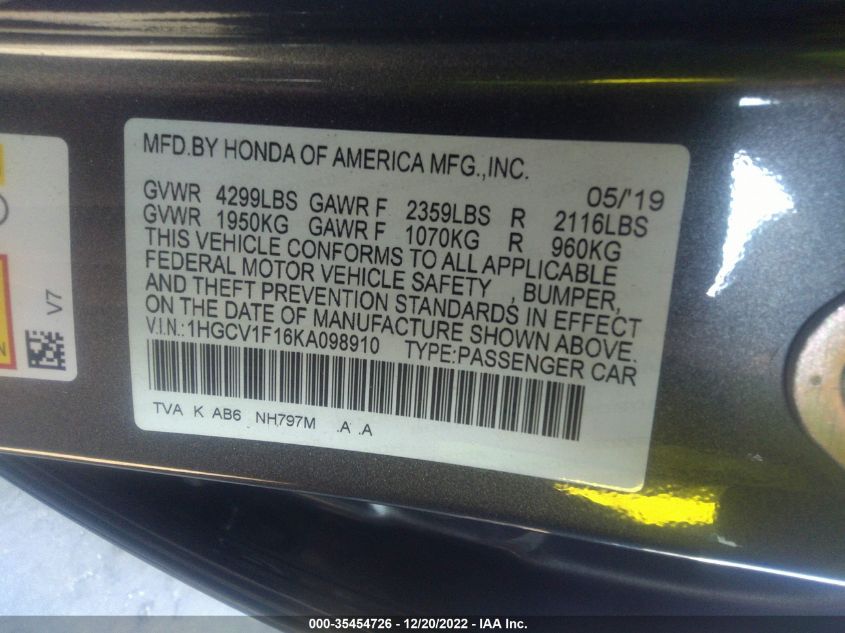 MFD.BY HONDA OF AMERICA MFG.,INC.
05/'19
GVWR 4299LBS GAWR F 2359LBS R 2116LBS
GVWR 1950KG GAWR F 1070KG R 960KG
THIS VEHICLE CONFORMS TO ALL APPLICABLE
FEDERAL MOTOR VEHICLE SAFETY , BUMPER,
AND THEFT PREVENTION STANDARDS IN EFFECT
ON THE DATE OF MANUFACTURE SHOWN ABOVE.
V.I.N.:1HGCV1F16KA098910 TYPE:PASSENGER CAR
TVA K AB6 NH797M .A .A
V7
000-35454726 - 12/20/2022 - IAA Inc.